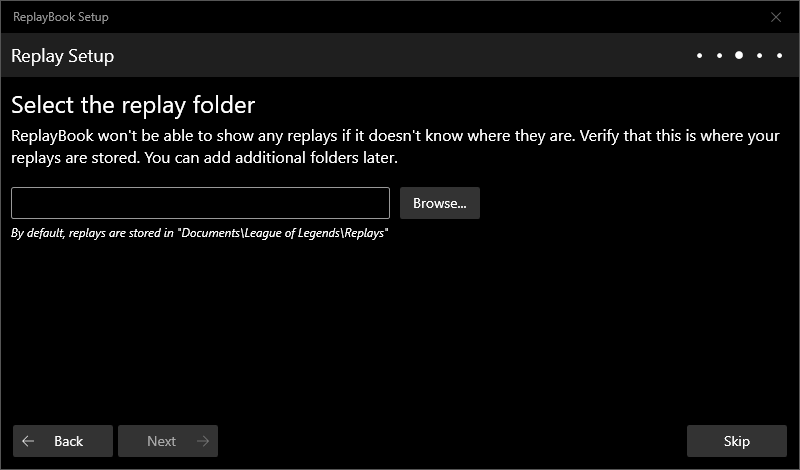 ReplayBook Setup
Replay Setup
Select the replay folder
ReplayBook won't be able to show any replays if it doesn't know where they are. Verify that this is where your
replays are stored. You can add additional folders later.
Browse...
By default, replays are stored in "Documents\League of Legends\Replays"
Back
Next
Skip